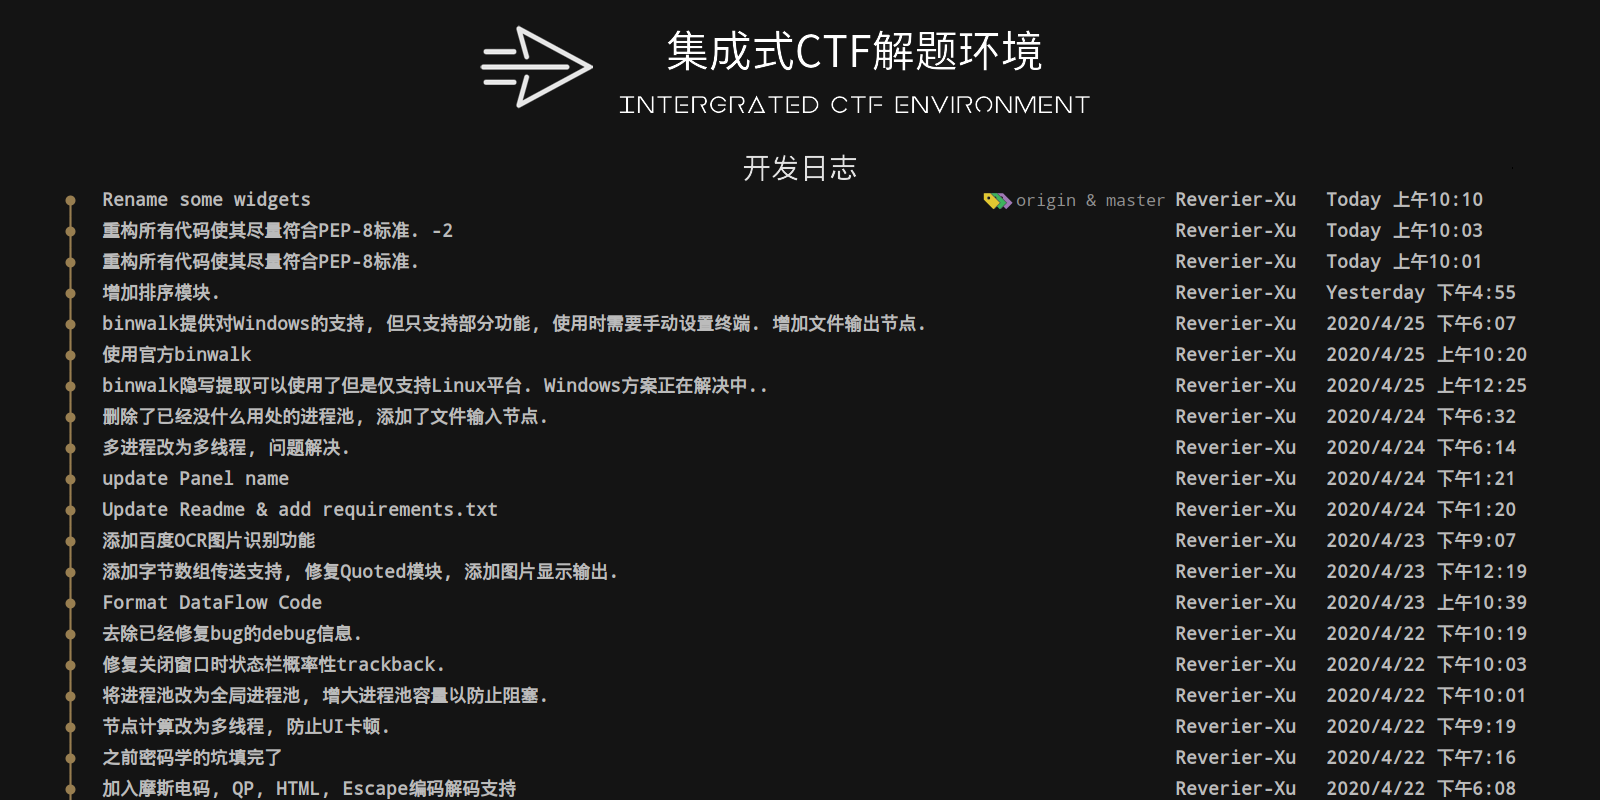 集成式CTF解题环境
INTERGRATED CTF ENVIRONMENT
开发日志
Rename some widgets origin & master Reverier-Xu Today 上午10:10
重构所有代码使其尽量符合PEP-8标准. -2 Reverier-Xu Today 上午10:03
重构所有代码使其尽量符合PEP-8标准. Reverier-Xu Today 上午10:01
增加排序模块. Reverier-Xu Yesterday 下午4:55
binwalk提供对Windows的支持, 但只支持部分功能, 使用时需要手动设置终端. 增加文件输出节点. Reverier-Xu 2020/4/25 下午6:07
使用官方binwalk Reverier-Xu 2020/4/25 上午10:20
binwalk隐写提取可以使用了但是仅支持Linux平台. Windows方案正在解决中.. Reverier-Xu 2020/4/25 上午12:25
删除了已经没什么用处的进程池, 添加了文件输入节点. Reverier-Xu 2020/4/24 下午6:32
多进程改为多线程, 问题解决. Reverier-Xu 2020/4/24 下午6:14
update Panel name Reverier-Xu 2020/4/24 下午1:21
Update Readme & add requirements.txt Reverier-Xu 2020/4/24 下午1:20
添加百度OCR图片识别功能 Reverier-Xu 2020/4/23 下午9:07
添加字节数组传送支持, 修复Quoted模块, 添加图片显示输出. Reverier-Xu 2020/4/23 下午12:19
Format DataFlow Code Reverier-Xu 2020/4/23 上午10:39
去除已经修复bug的debug信息. Reverier-Xu 2020/4/22 下午10:19
修复关闭窗口时状态栏概率性trackback. Reverier-Xu 2020/4/22 下午10:03
将进程池改为全局进程池, 增大进程池容量以防止阻塞. Reverier-Xu 2020/4/22 下午10:01
节点计算改为多线程, 防止UI卡顿. Reverier-Xu 2020/4/22 下午9:19
之前密码学的坑填完了 Reverier-Xu 2020/4/22 下午7:16
加入摩斯电码, QP, HTML, Escape编码解码支持 Reverier-Xu 2020/4/22 下午6:08